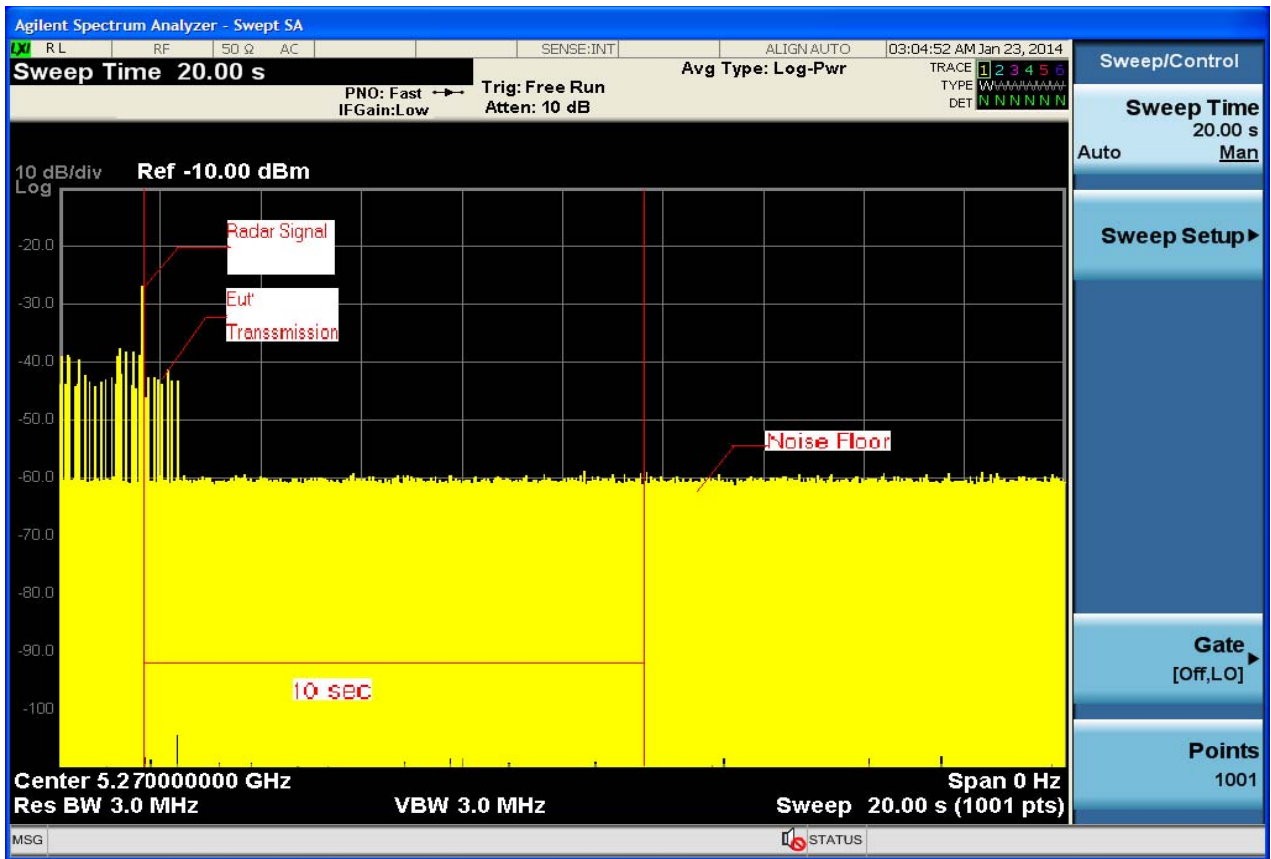 Agilent Spectrum Analyzer - Swept SA
LXI RL RF 50 Ω AC SENSE:INT ALIGN AUTO 03:04:52 AM Jan 23, 2014
Sweep Time 20.00 s
PNO: Fast
IFGain:Low
Trig: Free Run
Atten: 10 dB
Avg Type: Log-Pwr
TRACE 1 2 3 4 5 6
TYPE WWWWWW
DET N N N N N N
10 dB/div Ref -10.00 dBm
Log
-20.0
-30.0
-40.0
-50.0
-60.0
-70.0
-80.0
-90.0
-100
Radar Signal
Eut'
Transsmission
Noise Floor
10 sec
Center 5.270000000 GHz Span 0 Hz
Res BW 3.0 MHz VBW 3.0 MHz Sweep 20.00 s (1001 pts)
MSG STATUS
Sweep/Control
Sweep Time
20.00 s
Auto Man
Sweep Setup
Gate
[Off,LO]
Points
1001